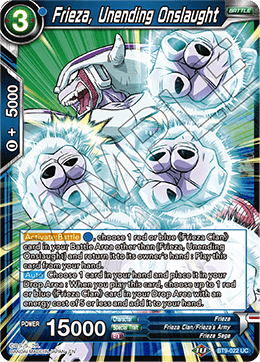 3
Frieza, Unending Onslaught
BATTLE
+ 5000
Activate Battle , choose 1 red or blue {Frieza Clan}
card in your Battle Area other than {Frieza, Unending
Onslaught} and return it to its owner's hand : Play this
card from your hand.
Auto Choose 1 card in your hand and place it in your
Drop Area : When you play this card, choose up to 1 red
or blue {Frieza Clan} card in your Drop Area with an
energy cost of 5 or less and add it to your hand.
POWER
15000
Character
Frieza
Special Trait
Frieza Clan/Frieza's Army
Era
Frieza Saga
BT9-022 UC